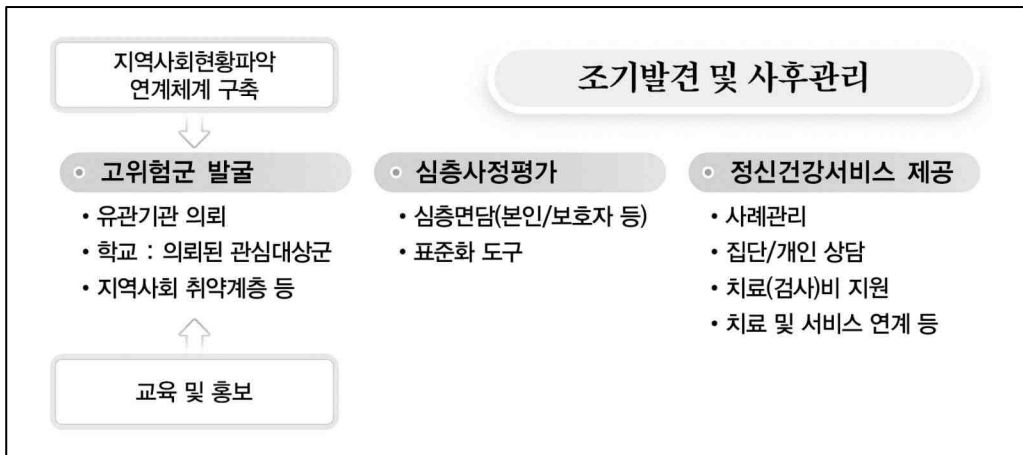 지역사회현황파악
연계체계 구축
조기발견 및 사후관리
고위험군 발굴
• 유관기관 의뢰
• 학교 : 의뢰된 관심대상군
• 지역사회 취약계층 등
심층사정평가
• 심층면담(본인/보호자 등)
• 표준화 도구
정신건강서비스 제공
• 사례관리
• 집단/개인 상담
• 치료(검사)비 지원
• 치료 및 서비스 연계 등
교육 및 홍보